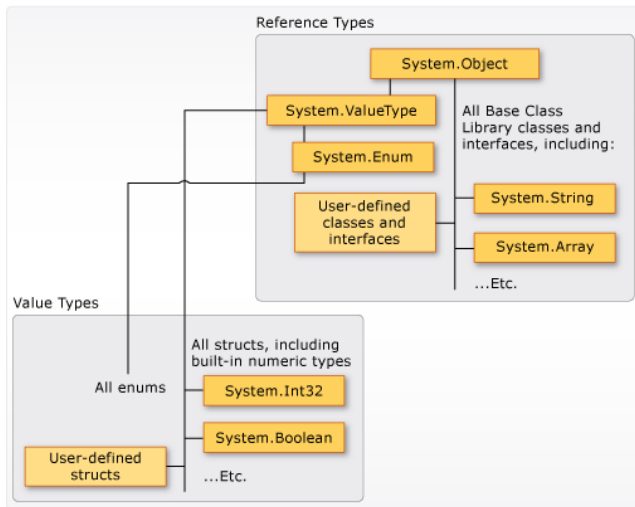 Reference Types
System.Object
System.ValueType
All Base Class
Library classes and
interfaces, including:
System.Enum
System.String
User-defined
classes and
interfaces
System.Array
...Etc.
Value Types
All structs, including
built-in numeric types
All enums
System.Int32
System.Boolean
User-defined
structs
...Etc.